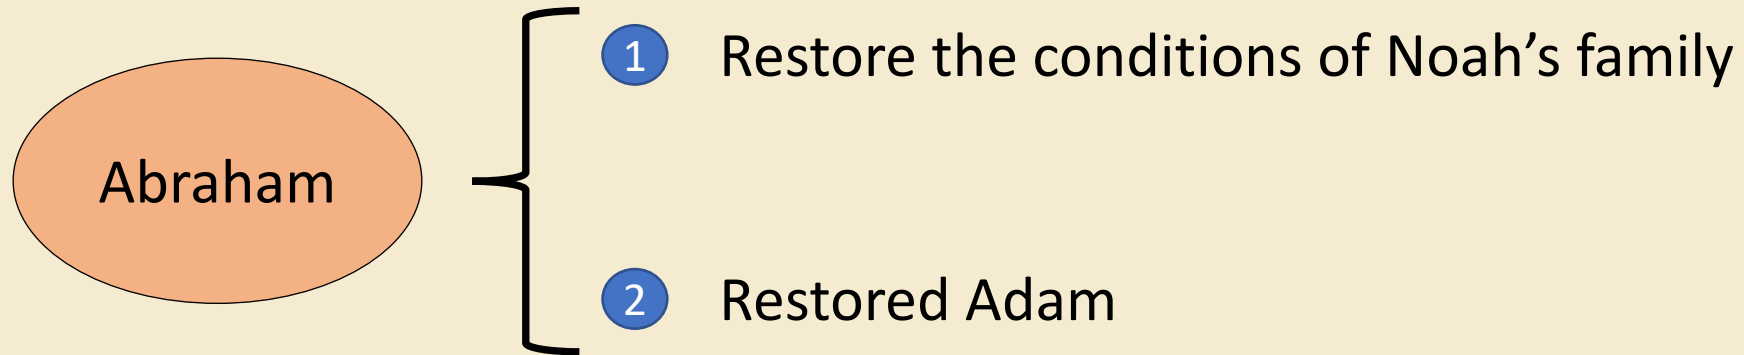 1 Restore the conditions of Noah’s family
Abraham
2 Restored Adam